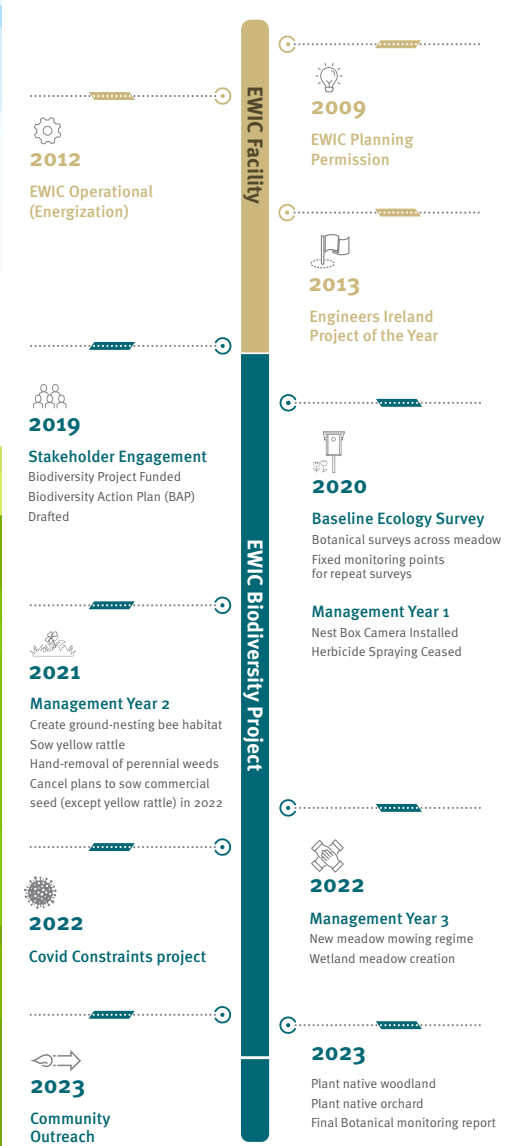 EWIC Facility
2009
EWIC Planning
Permission
2012
EWIC Operational
(Energization)
2013
Engineers Ireland
Project of the Year
EWIC Biodiversity Project
2019
Stakeholder Engagement
Biodiversity Project Funded
Biodiversity Action Plan (BAP)
Drafted
2020
Baseline Ecology Survey
Botanical surveys across meadow
Fixed monitoring points
for repeat surveys
Management Year 1
Nest Box Camera Installed
Herbicide Spraying Ceased
2021
Management Year 2
Create ground-nesting bee habitat
Sow yellow rattle
Hand-removal of perennial weeds
Cancel plans to sow commercial
seed (except yellow rattle) in 2022
2022
Management Year 3
New meadow mowing regime
Wetland meadow creation
2022
Covid Constraints project
2023
Plant native woodland
Plant native orchard
Final Botanical monitoring report
2023
Community
Outreach